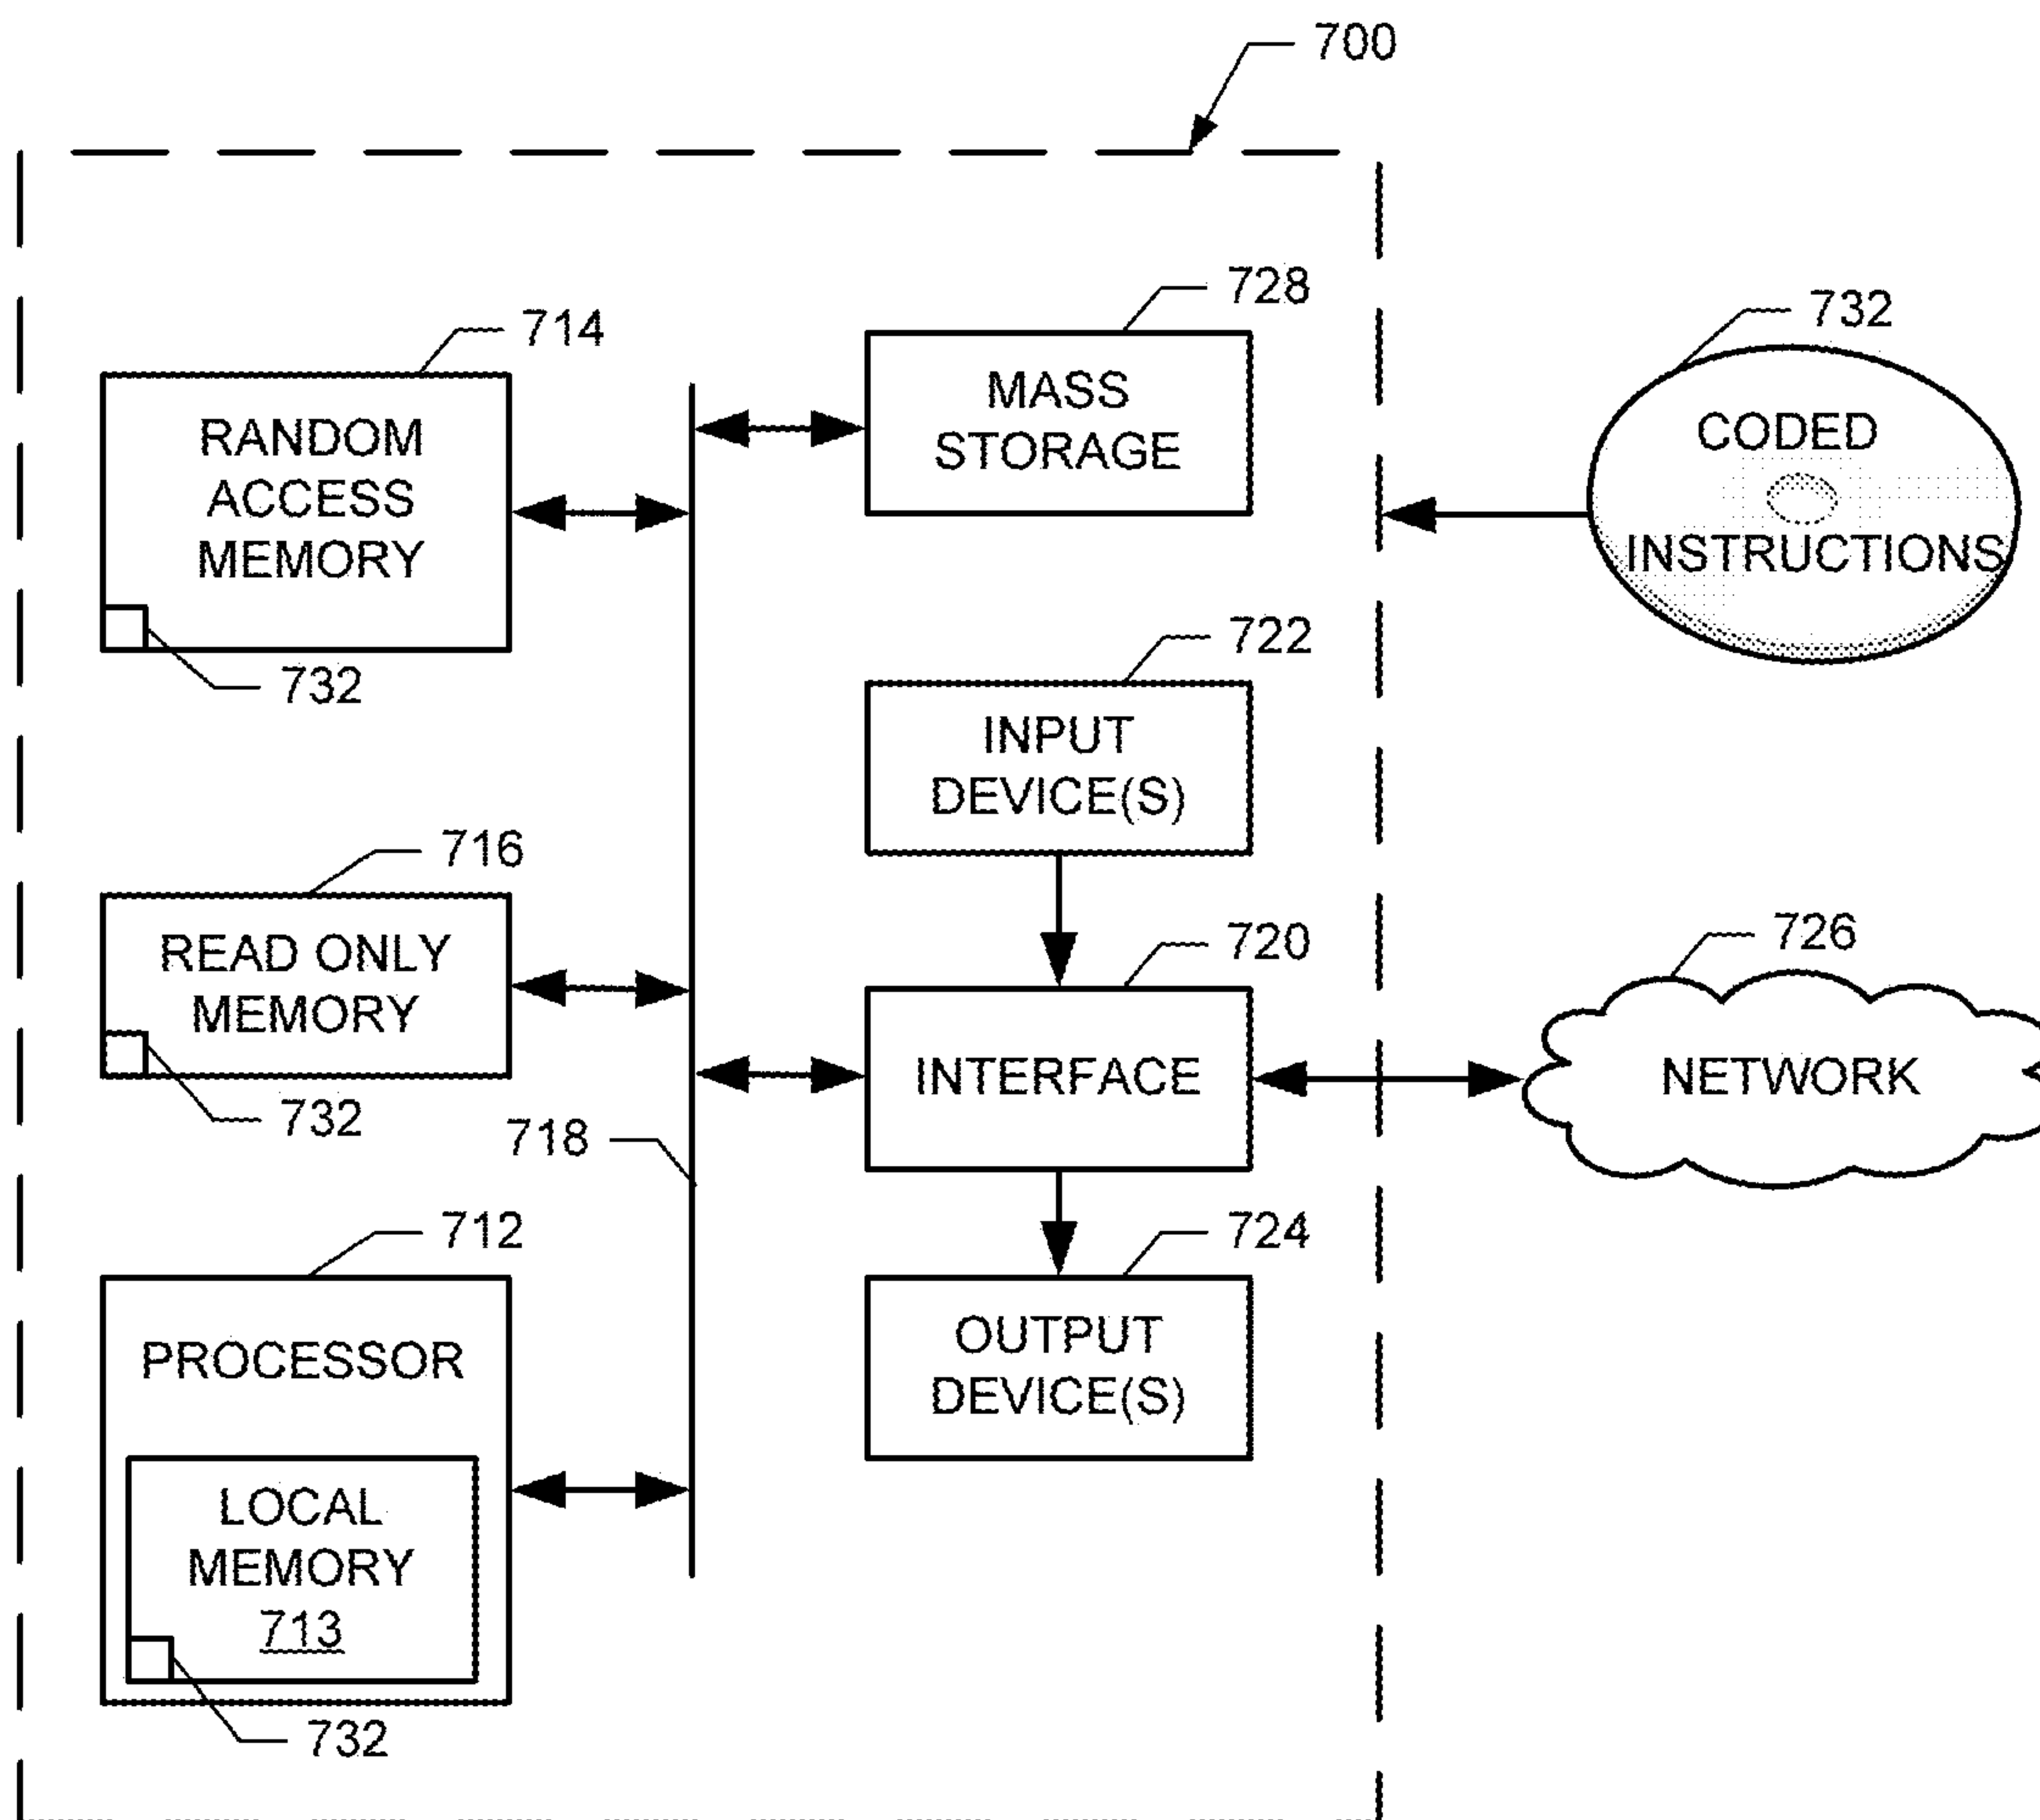 700
714
RANDOM
ACCESS
MEMORY
732
716
READ ONLY
MEMORY
732
718
712
PROCESSOR
LOCAL
MEMORY
713
732
728
MASS
STORAGE
722
INPUT
DEVICE(S)
720
INTERFACE
724
OUTPUT
DEVICE(S)
732
CODED
INSTRUCTIONS
726
NETWORK